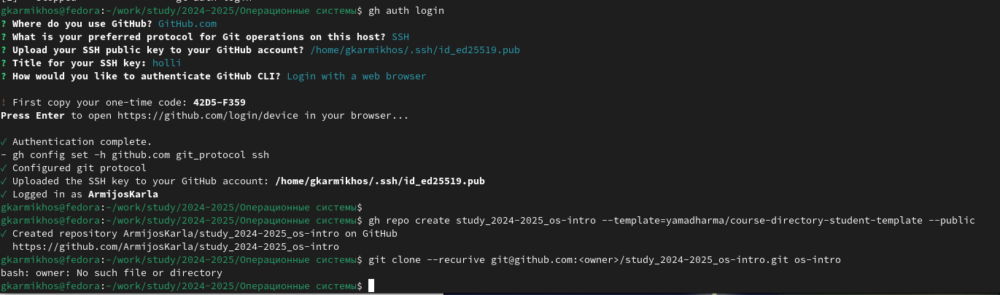 gkarmikhos@fedora:~/work/study/2024-2025/Операционные системы$ gh auth login
? Where do you use GitHub? GitHub.com
? What is your preferred protocol for Git operations on this host? SSH
? Upload your SSH public key to your GitHub account? /home/gkarmikhos/.ssh/id_ed25519.pub
? Title for your SSH key: holli
? How would you like to authenticate GitHub CLI? Login with a web browser
! First copy your one-time code: 42D5-F359
Press Enter to open https://github.com/login/device in your browser...
✓ Authentication complete.
- gh config set -h github.com git_protocol ssh
✓ Configured git protocol
✓ Uploaded the SSH key to your GitHub account: /home/gkarmikhos/.ssh/id_ed25519.pub
✓ Logged in as ArmijosKarla
gkarmikhos@fedora:~/work/study/2024-2025/Операционные системы$
gkarmikhos@fedora:~/work/study/2024-2025/Операционные системы$ gh repo create study_2024-2025_os-intro --template=yamadharma/course-directory-student-template --public
✓ Created repository ArmijosKarla/study_2024-2025_os-intro on GitHub
https://github.com/ArmijosKarla/study_2024-2025_os-intro
gkarmikhos@fedora:~/work/study/2024-2025/Операционные системы$ git clone --recurive git@github.com:<owner>/study_2024-2025_os-intro.git os-intro
bash: owner: No such file or directory
gkarmikhos@fedora:~/work/study/2024-2025/Операционные системы$